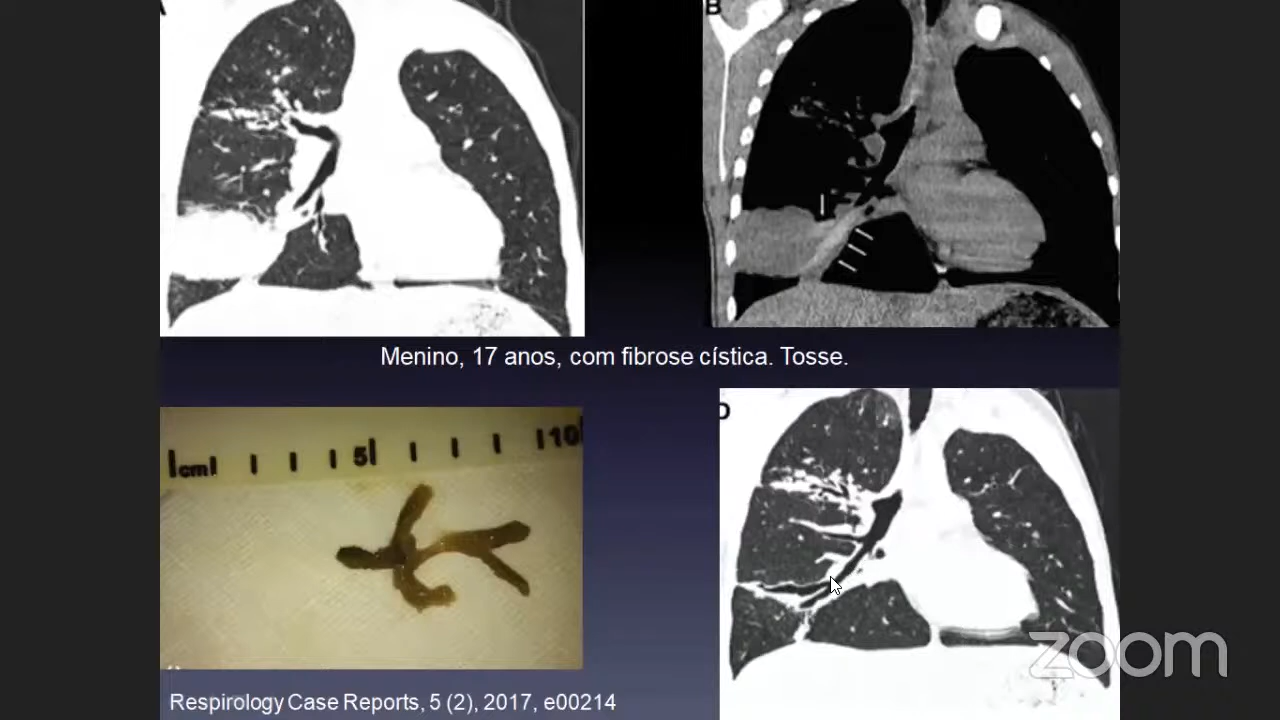 A
B
Menino, 17 anos, com fibrose cística. Tosse.
cm 5 10
D
Respirology Case Reports, 5 (2), 2017, e00214
zoom